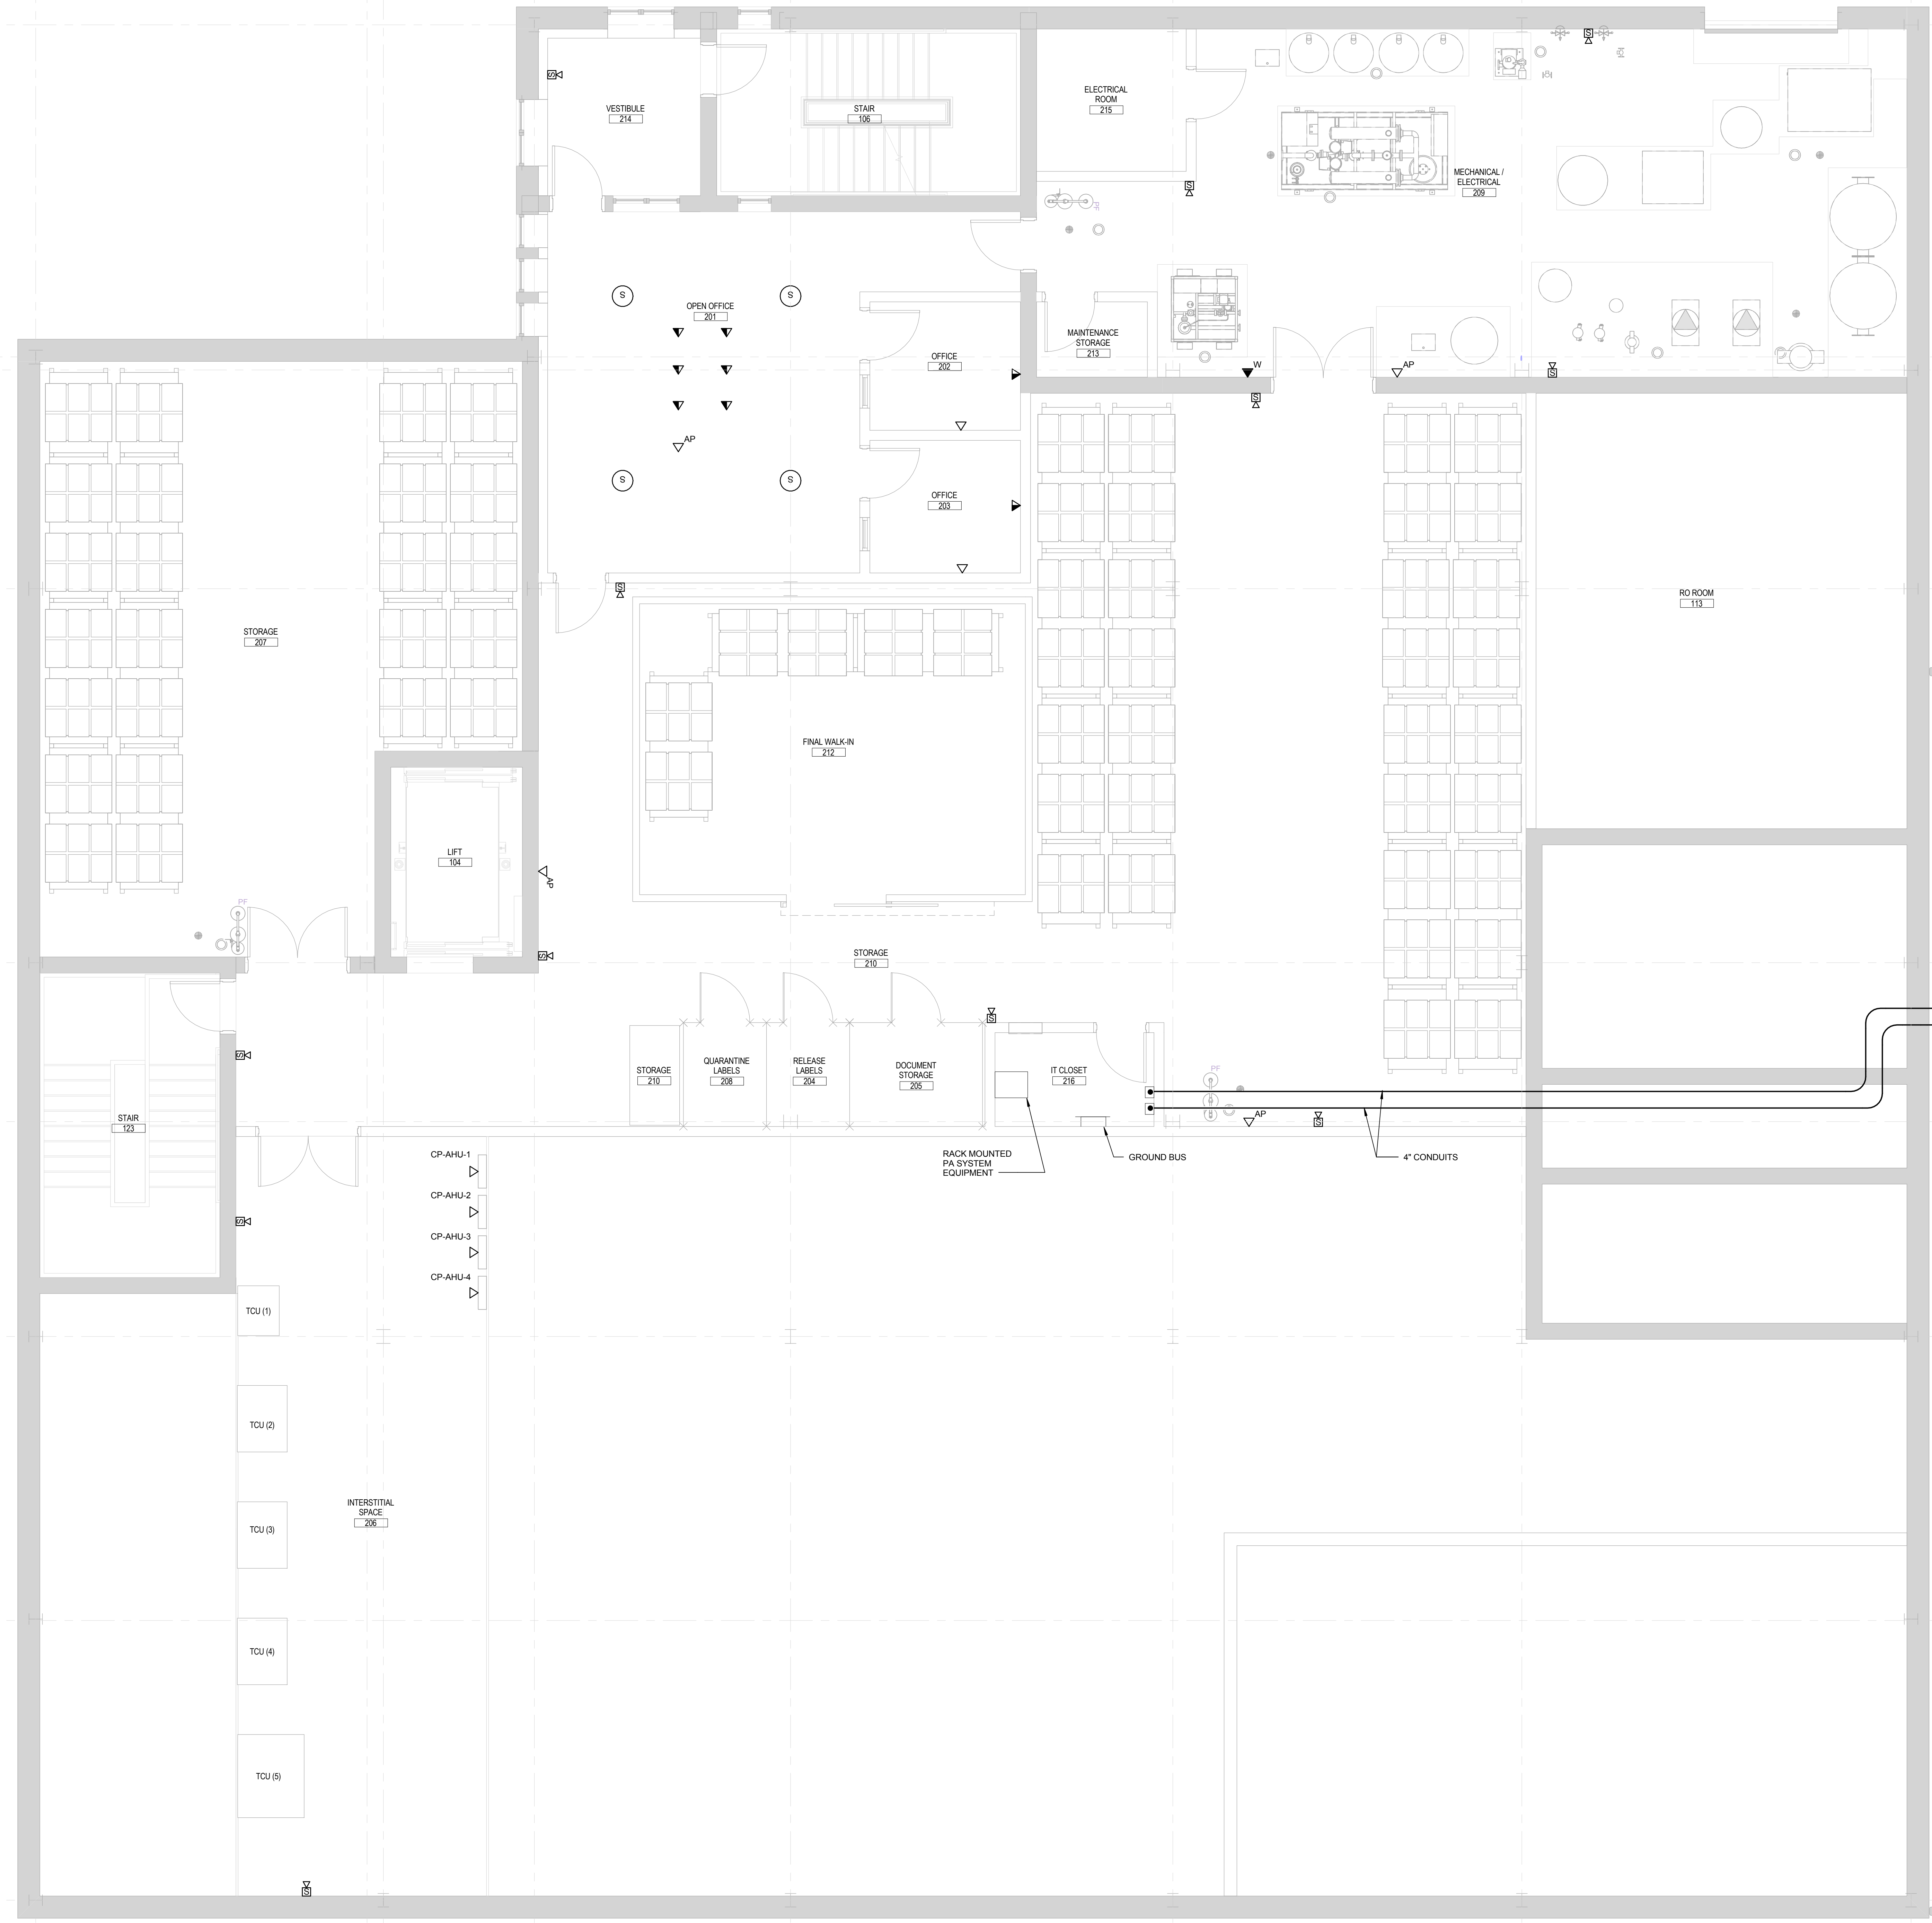 VESTIBULE
214
STAIR
106
ELECTRICAL
ROOM
215
S
S
MECHANICAL /
ELECTRICAL
209
S
PF
S
S
OPEN OFFICE
201
MAINTENANCE
STORAGE
213
OFFICE
202
W
AP
S
S
AP
S
S
OFFICE
203
S
RO ROOM
113
STORAGE
207
FINAL WALK-IN
212
LIFT
104
AP
PF
S
STORAGE
210
S
S
STORAGE
210
QUARANTINE
LABELS
208
RELEASE
LABELS
204
DOCUMENT
STORAGE
205
IT CLOSET
216
PF
AP
S
STAIR
123
RACK MOUNTED
PA SYSTEM
EQUIPMENT
GROUND BUS
4" CONDUITS
CP-AHU-1
CP-AHU-2
CP-AHU-3
CP-AHU-4
S
TCU (1)
TCU (2)
INTERSTITIAL
SPACE
206
TCU (3)
TCU (4)
TCU (5)
S